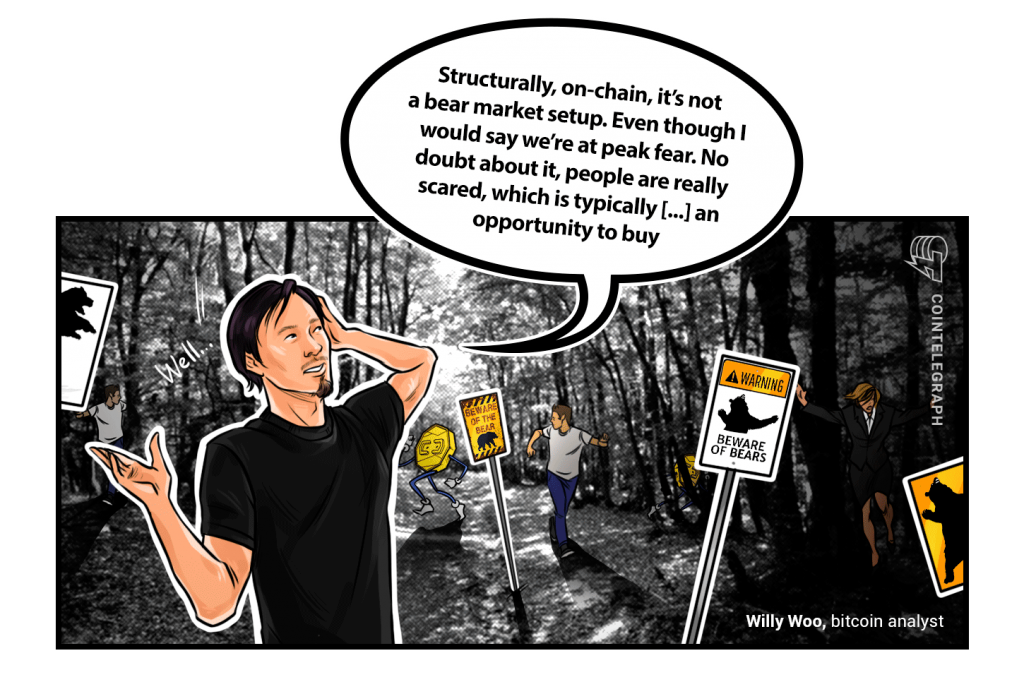 Structurally, on-chain, it's not
a bear market setup. Even though I
would say we're at peak fear. No
doubt about it, people are really
scared, which is typically [...] an
opportunity to buy
Well..
BEWARE
OF THE
BEAR
WARNING
BEWARE
OF BEARS
COINTELEGRAPH
Willy Woo, bitcoin analyst